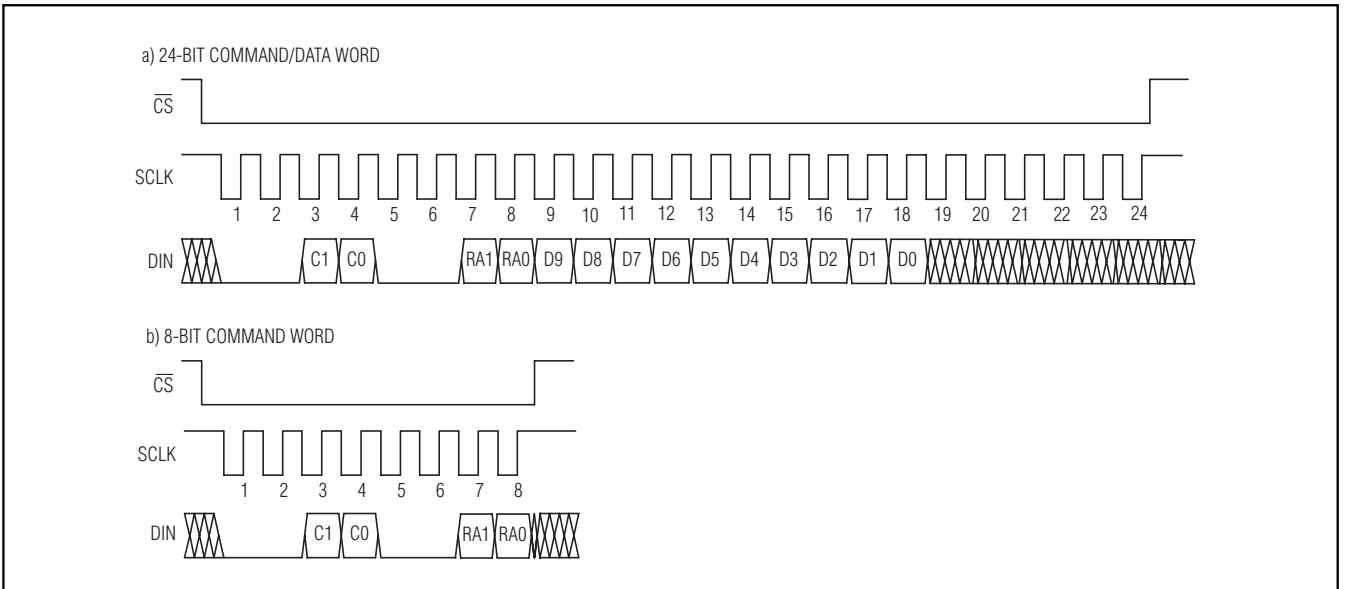 a) 24-BIT COMMAND/DATA WORD
CS
SCLK
1 2 3 4 5 6 7 8 9 10 11 12 13 14 15 16 17 18 19 20 21 22 23 24
DIN C1 C0 RA1 RA0 D9 D8 D7 D6 D5 D4 D3 D2 D1 D0
b) 8-BIT COMMAND WORD
CS
SCLK
1 2 3 4 5 6 7 8
DIN C1 C0 RA1 RA0